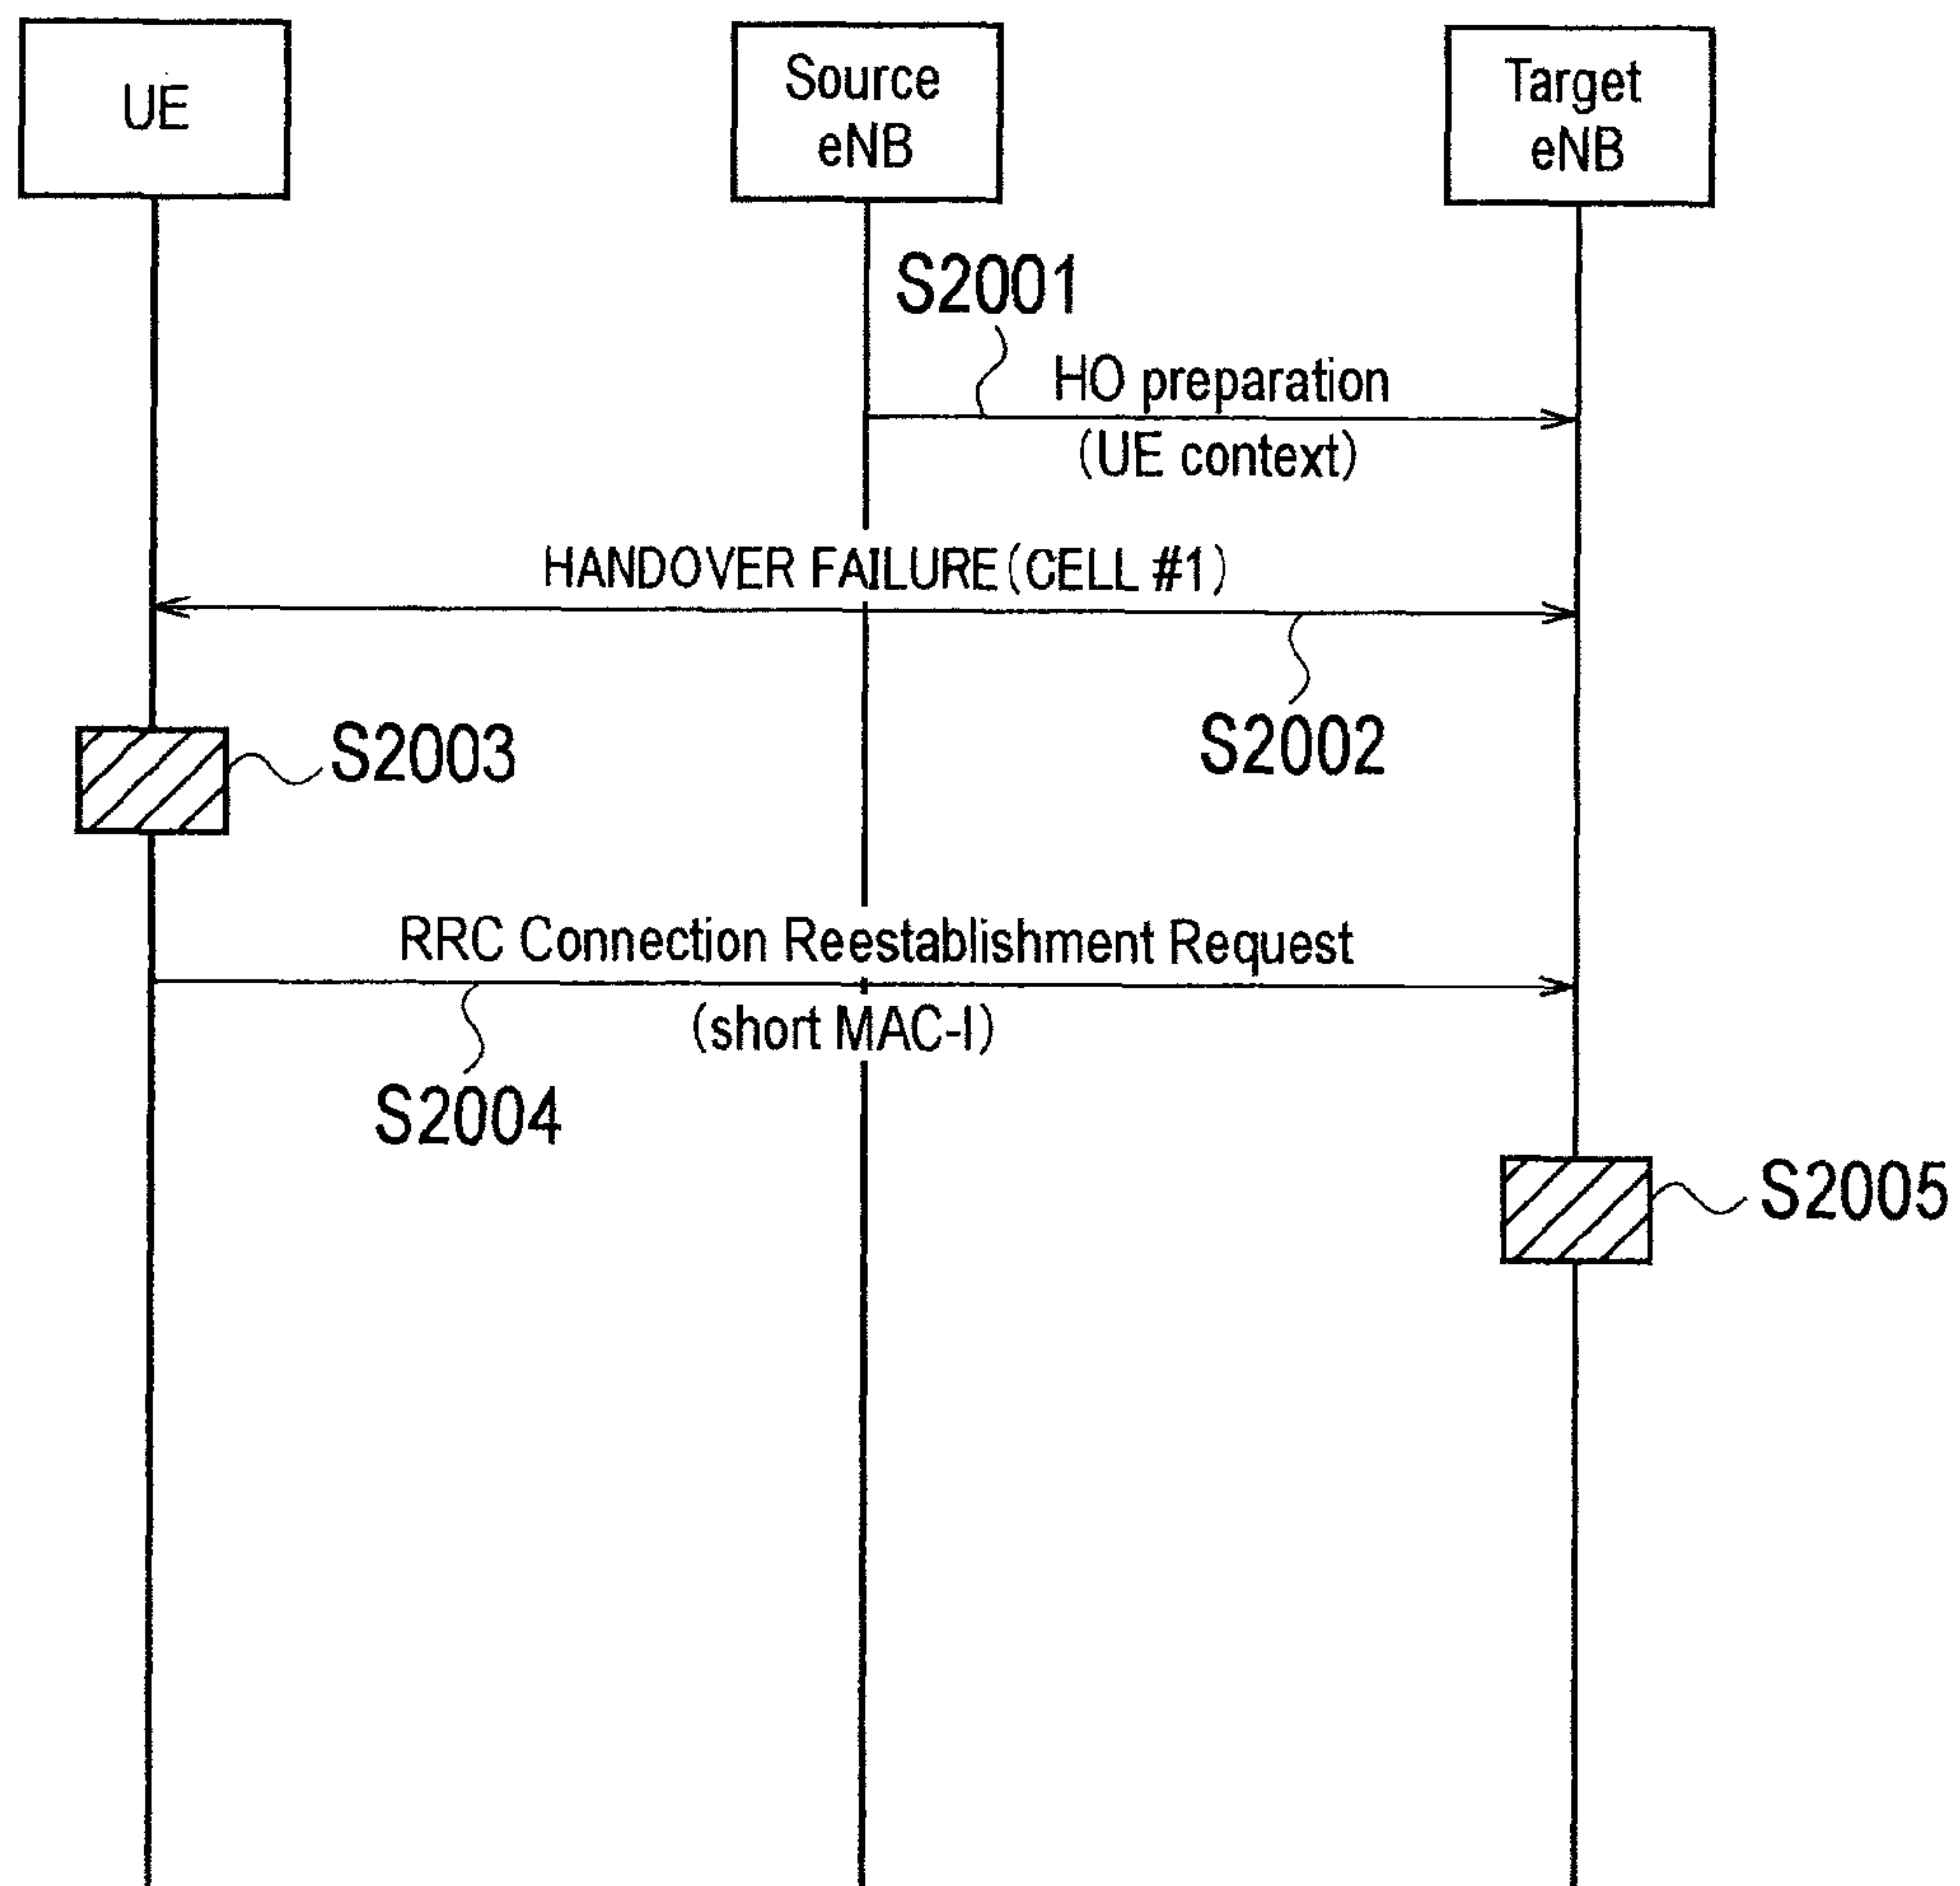 UE
Source
eNB
Target
eNB
S2001
HO preparation
(UE context)
HANDOVER FAILURE(CELL #1)
S2002
S2003
RRC Connection Reestablishment Request
(short MAC-I)
S2004
S2005